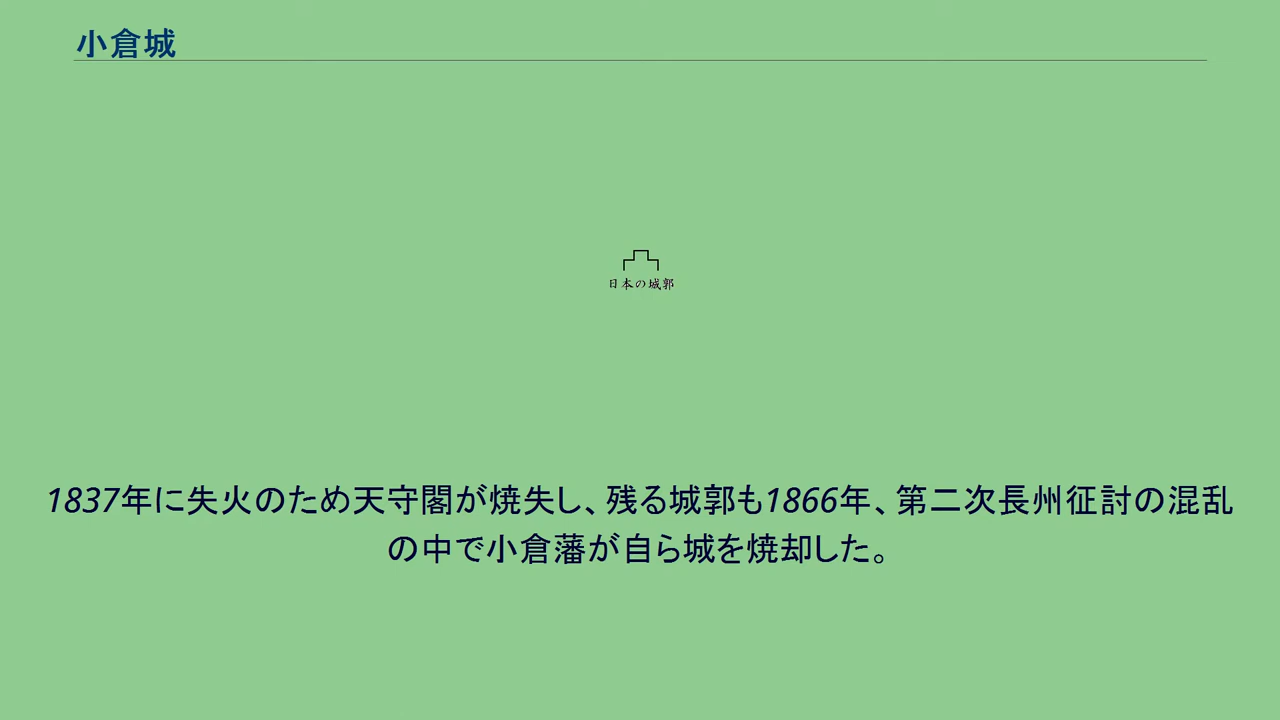 小倉城
日本の城郭
1837年に失火のため天守閣が焼失し、残る城郭も1866年、第二次長州征討の混乱
の中で小倉藩が自ら城を焼却した。